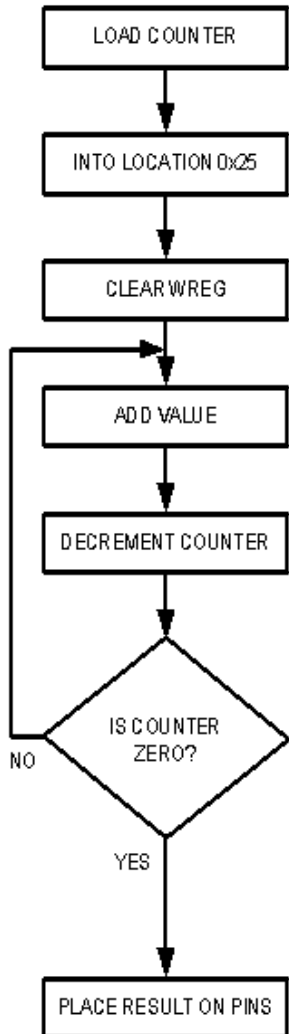 LOAD COUNTER
INTO LOCATION 0x25
CLEAR WREG
ADD VALUE
DECREMENT COUNTER
IS COUNTER
ZERO?
NO
YES
PLACE RESULT ON PINS